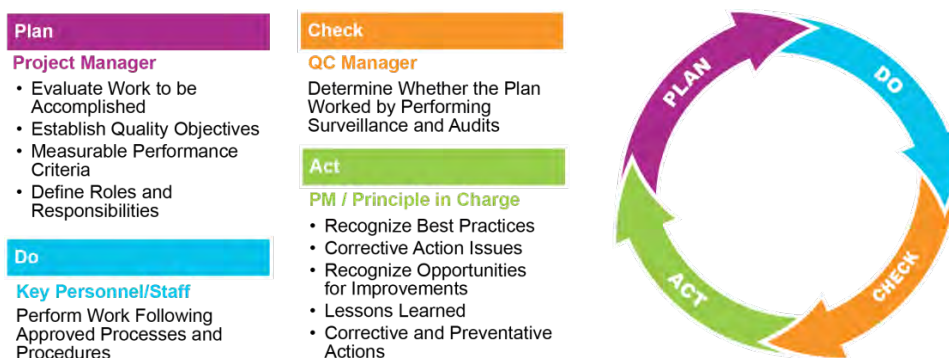 Plan
Project Manager
• Evaluate Work to be
Accomplished
• Establish Quality Objectives
• Measurable Performance
Criteria
• Define Roles and
Responsibilities
Do
Key Personnel/Staff
Perform Work Following
Approved Processes and
Procedures
Check
QC Manager
Determine Whether the Plan
Worked by Performing
Surveillance and Audits
Act
PM / Principle in Charge
• Recognize Best Practices
• Corrective Action Issues
• Recognize Opportunities
for Improvements
• Lessons Learned
• Corrective and Preventative
Actions
PLAN
DO
CHECK
ACT